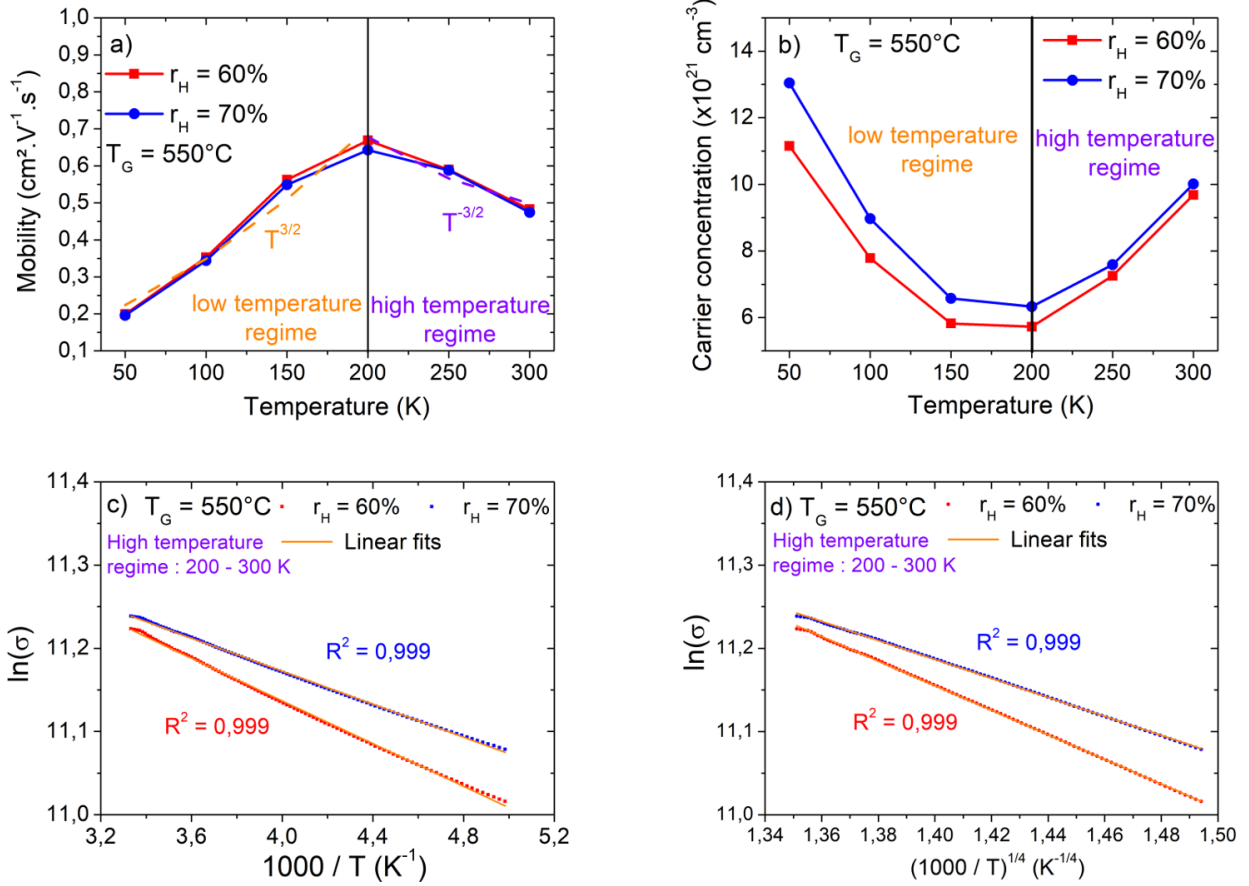 a)
r_H = 60%
r_H = 70%
T_G = 550°C
T^3/2
T^-3/2
low temperature
regime
high temperature
regime
1,0
0,9
0,8
0,7
0,6
0,5
0,4
0,3
0,2
0,1
50 100 150 200 250 300
Mobility (cm².V⁻¹.s⁻¹)
Temperature (K)
b)
T_G = 550°C
r_H = 60%
r_H = 70%
low temperature
regime
high temperature
regime
14
12
10
8
6
50 100 150 200 250 300
Carrier concentration (x10²¹ cm⁻³)
Temperature (K)
c) T_G = 550°C r_H = 60% r_H = 70%
High temperature
regime : 200 - 300 K
Linear fits
R² = 0,999
R² = 0,999
11,4
11,3
11,2
11,1
11,0
3,2 3,6 4,0 4,4 4,8 5,2
ln(σ)
1000 / T (K⁻¹)
d) T_G = 550°C r_H = 60% r_H = 70%
High temperature
regime : 200 - 300 K
Linear fits
R² = 0,999
R² = 0,999
11,4
11,3
11,2
11,1
11,0
1,34 1,36 1,38 1,40 1,42 1,44 1,46 1,48 1,50
ln(σ)
(1000 / T)^1/4 (K^-1/4)